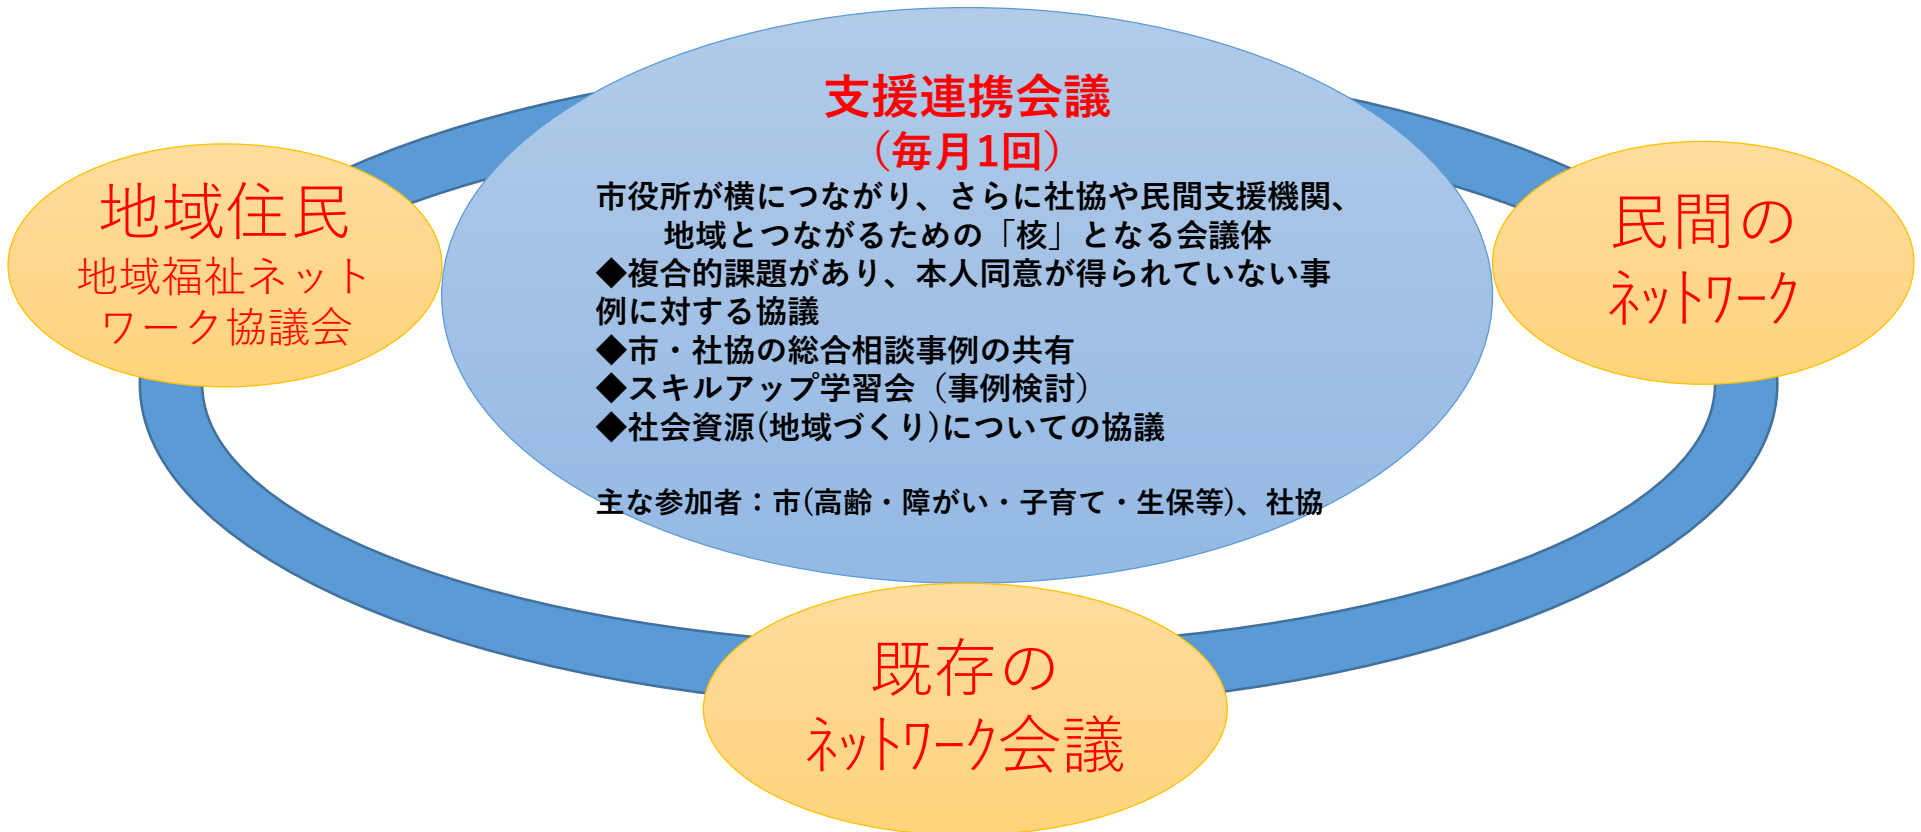 支援連携会議
（毎月1回）
市役所が横につながり、さらに社協や民間支援機関、
地域とつながるための「核」となる会議体
◆複合的課題があり、本人同意が得られていない事
例に対する協議
◆市・社協の総合相談事例の共有
◆スキルアップ学習会（事例検討）
◆社会資源(地域づくり)についての協議
主な参加者：市(高齢・障がい・子育て・生保等)、社協
地域住民
地域福祉ネット
ワーク協議会
民間の
ﾈｯﾄﾜｰｸ
既存の
ﾈｯﾄﾜｰｸ会議